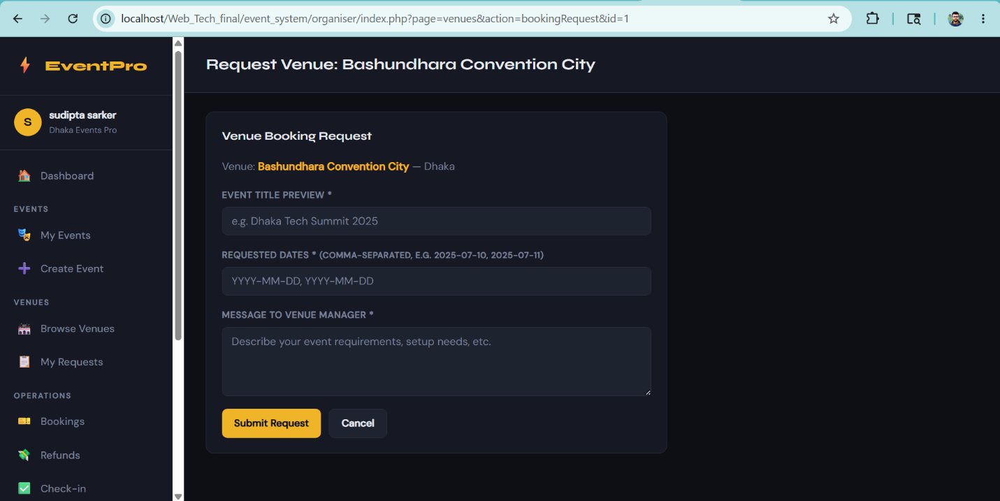 localhost/Web_Tech_final/event_system/organiser/index.php?page=venues&action=bookingRequest&id=1
EventPro
S
sudipta sarker
Dhaka Events Pro
Dashboard
EVENTS
My Events
Create Event
VENUES
Browse Venues
My Requests
OPERATIONS
Bookings
Refunds
Check-in
Request Venue: Bashundhara Convention City
Venue Booking Request
Venue: Bashundhara Convention City — Dhaka
EVENT TITLE PREVIEW *
e.g. Dhaka Tech Summit 2025
REQUESTED DATES * (COMMA-SEPARATED, E.G. 2025-07-10, 2025-07-11)
YYYY-MM-DD, YYYY-MM-DD
MESSAGE TO VENUE MANAGER *
Describe your event requirements, setup needs, etc.
Submit Request
Cancel